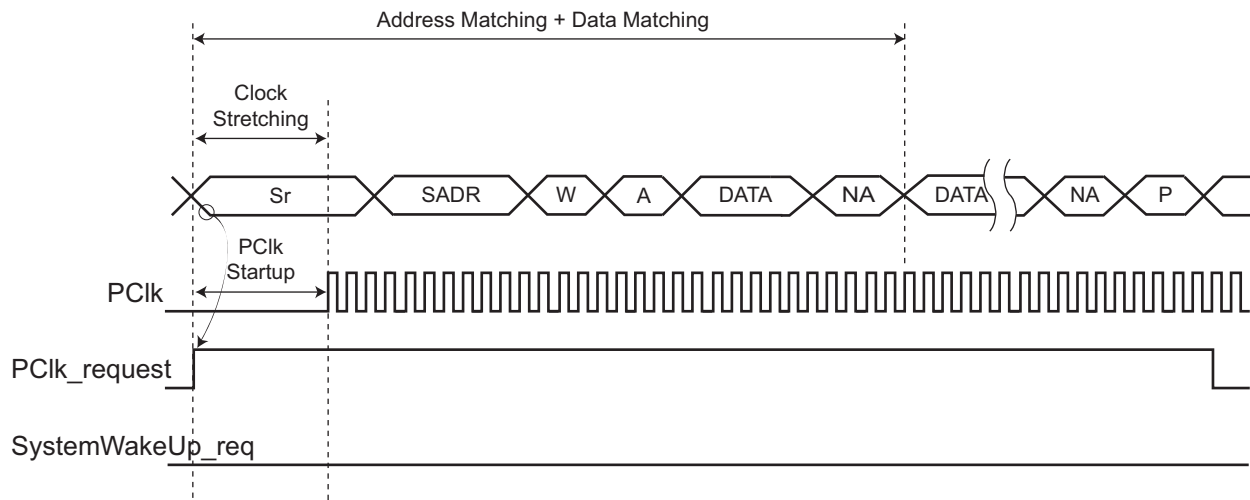 Address Matching + Data Matching
Clock
Stretching
Sr
SADR
W
A
DATA
NA
DATA
NA
P
PClk
Startup
PClk
PClk_request
SystemWakeUp_req